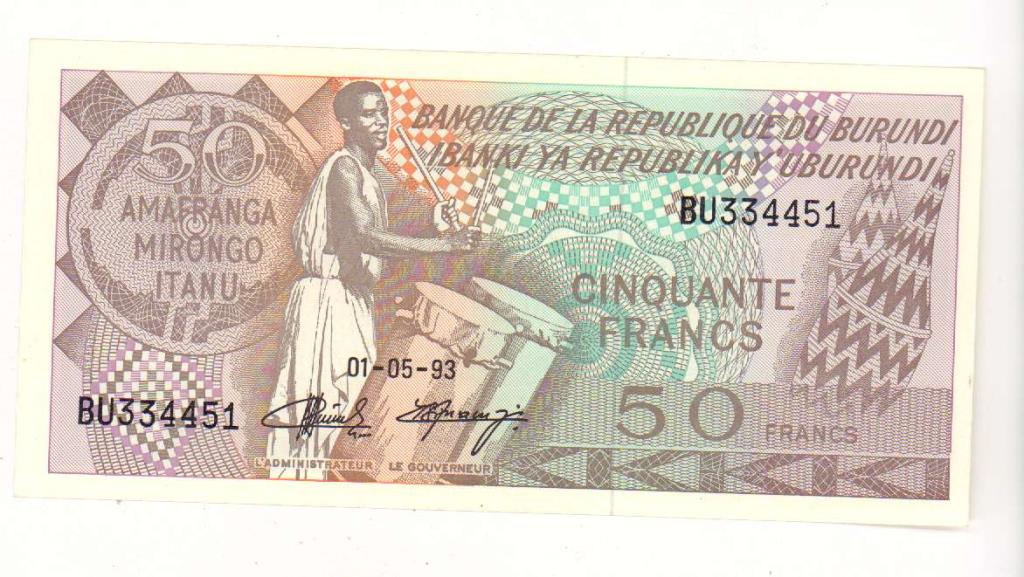 BANQUE DE LA REPUBLIQUE DU BURUNDI
IBANKI YA REPUBLIKA Y'UBURUNDI
50
AMAFRANGA
MIRONGO
ITANU
BU334451
CINQUANTE
FRANCS
01-05-93
BU334451
50 FRANCS
L'ADMINISTRATEUR LE GOUVERNEUR